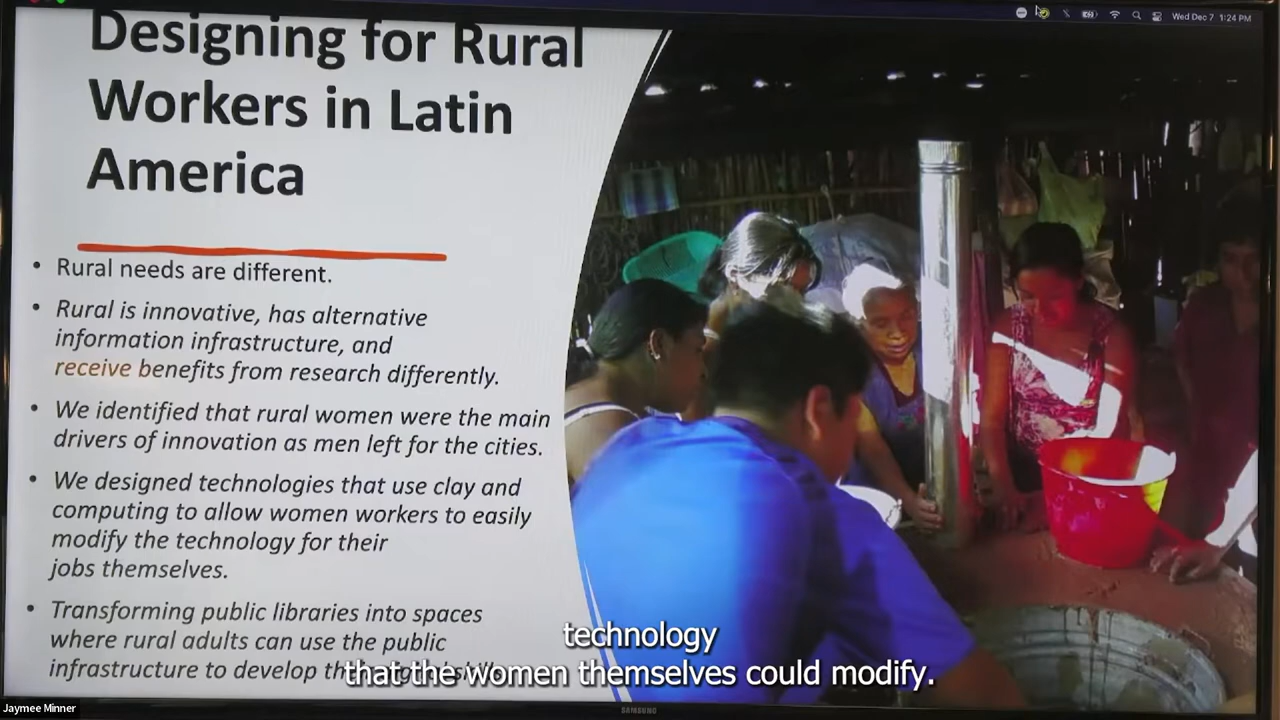 Wed Dec 7 1:24 PM
Designing for Rural
Workers in Latin
America
• Rural needs are different.
• Rural is innovative, has alternative
information infrastructure, and
receive benefits from research differently.
• We identified that rural women were the main
drivers of innovation as men left for the cities.
• We designed technologies that use clay and
computing to allow women workers to easily
modify the technology for their
jobs themselves.
• Transforming public libraries into spaces
where rural adults can use the public
infrastructure to develop
technology
that the women themselves could modify.
SAMSUNG
Jaymee Minner